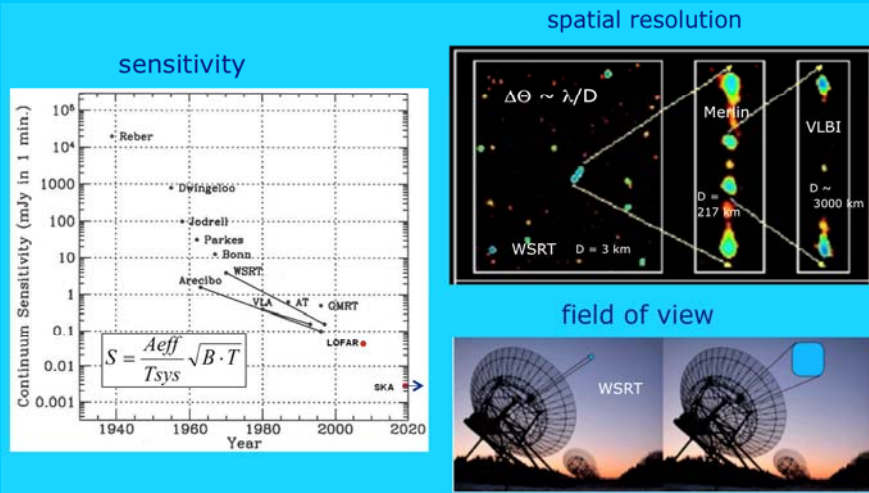 sensitivity
Continuum Sensitivity (mJy in 1 min.)
10⁵
10⁴
1000
100
10
1
0.1
0.01
0.001
Reber
Dwingeloo
Jodrell
Parkes
Bonn
WSRT
Arecibo
VLA
AT
GMRT
LOFAR
SKA
S = Aeff/Tsys √B · T
1940
1960
1980
2000
2020
Year
spatial resolution
ΔΘ ~ λ/D
WSRT
D = 3 km
Merlin
D =
217 km
VLBI
D ~
3000 km
field of view
WSRT